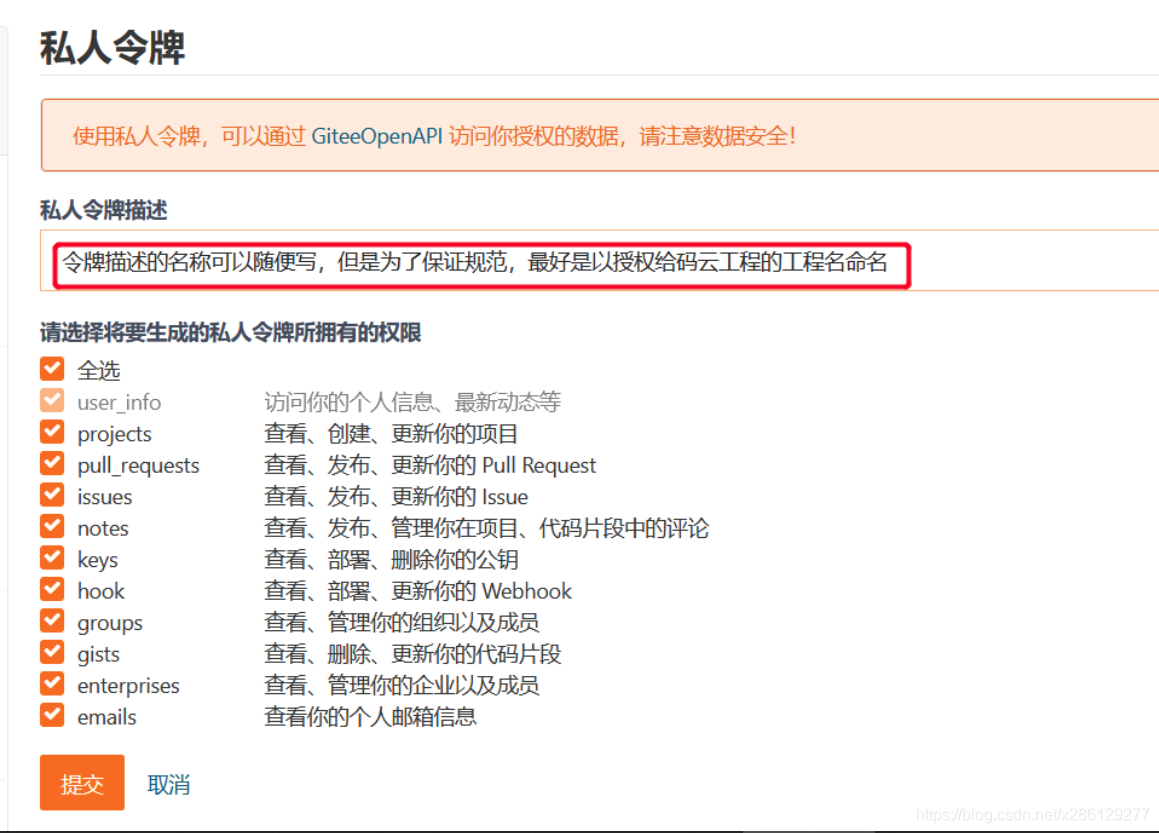 私人令牌
使用私人令牌，可以通过 GiteeOpenAPI 访问你授权的数据，请注意数据安全！
私人令牌描述
令牌描述的名称可以随便写，但是为了保证规范，最好是以授权给码云工程的工程名命名
请选择将要生成的私人令牌所拥有的权限
全选
user_info 访问你的个人信息、最新动态等
projects 查看、创建、更新你的项目
pull_requests 查看、发布、更新你的 Pull Request
issues 查看、发布、更新你的 Issue
notes 查看、发布、管理你在项目、代码片段中的评论
keys 查看、部署、删除你的公钥
hook 查看、部署、更新你的 Webhook
groups 查看、管理你的组织以及成员
gists 查看、删除、更新你的代码片段
enterprises 查看、管理你的企业以及成员
emails 查看你的个人邮箱信息
提交 取消
https://blog.csdn.net/x286129277